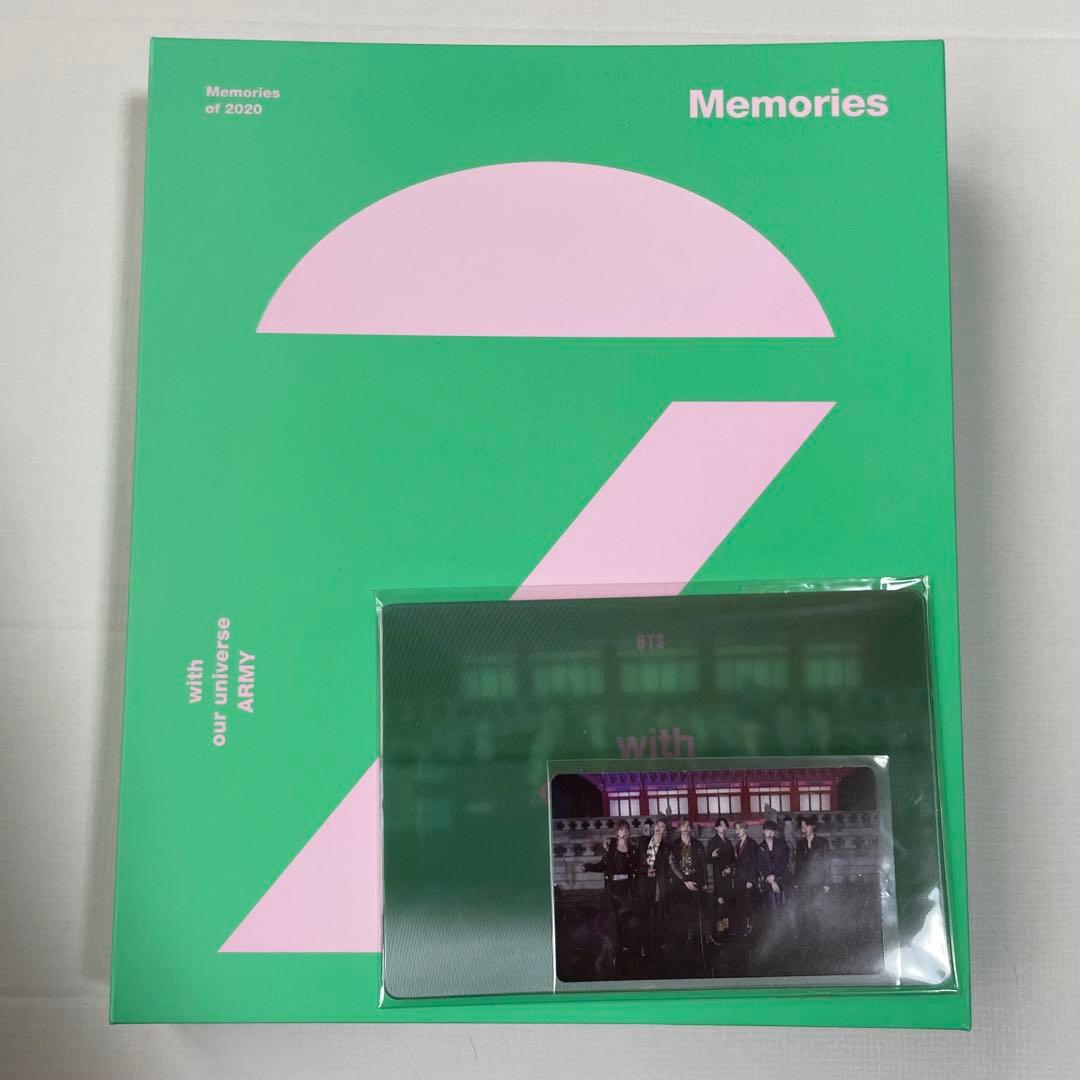 Memories
of 2020
Memories
with
our universe
ARMY
BTS
with